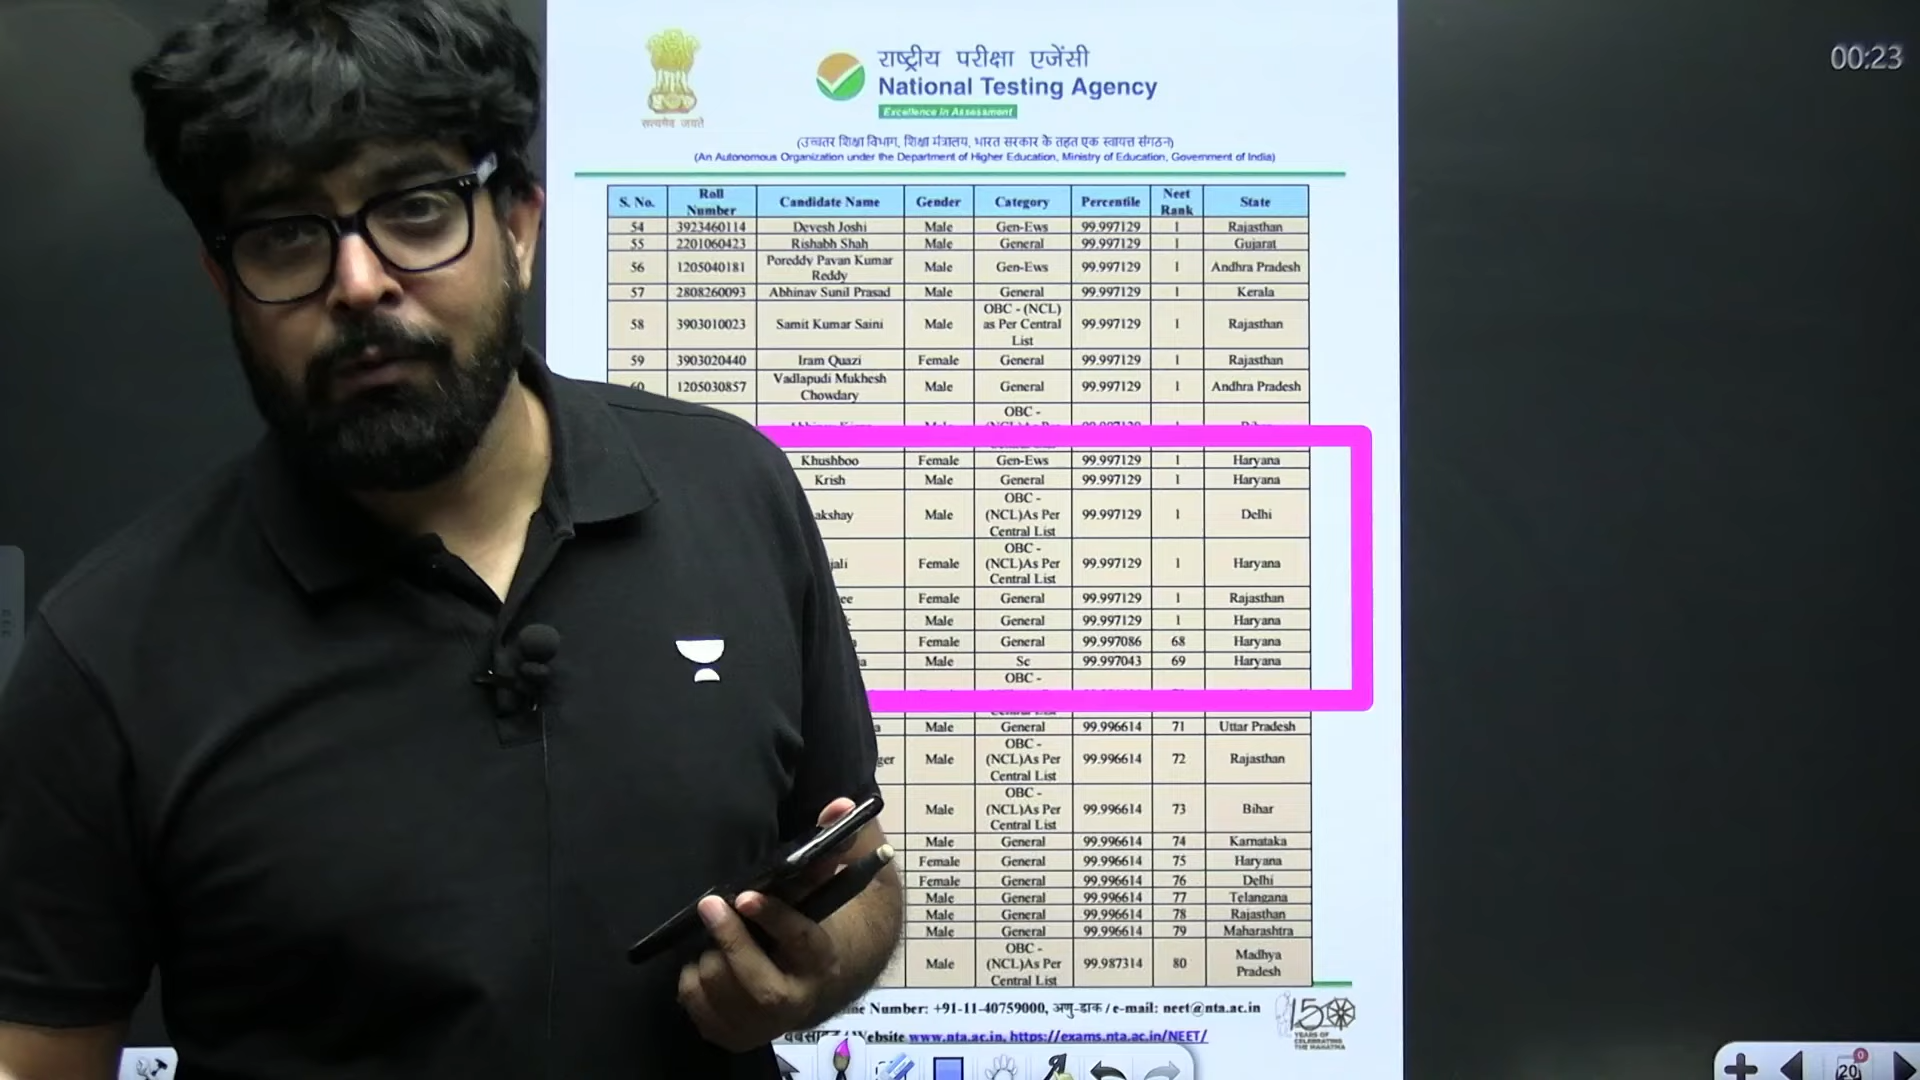 00:23
सत्यमेव जयते
राष्ट्रीय परीक्षा एजेंसी
National Testing Agency
Excellence in Assessment
(उच्चतर शिक्षा विभाग, शिक्षा मंत्रालय, भारत सरकार के तहत एक स्वायत्त संगठन)
(An Autonomous Organization under the Department of Higher Education, Ministry of Education, Government of India)
S. No. Roll Number Candidate Name Gender Category Percentile Neet Rank State
54 3923460114 Devesh Joshi Male Gen-Ews 99.997129 1 Rajasthan
55 2201060423 Rishabh Shah Male General 99.997129 1 Gujarat
56 1205040181 Poreddy Pavan Kumar Reddy Male Gen-Ews 99.997129 1 Andhra Pradesh
57 2808260093 Abhinav Sunil Prasad Male General 99.997129 1 Kerala
58 3903010023 Samit Kumar Saini Male OBC - (NCL) as Per Central List 99.997129 1 Rajasthan
59 3903020440 Iram Quazi Female General 99.997129 1 Rajasthan
60 1205030857 Vadlapudi Mukhesh Chowdary Male General 99.997129 1 Andhra Pradesh
OBC -
Khushboo Female Gen-Ews 99.997129 1 Haryana
Krish Male General 99.997129 1 Haryana
akshay Male OBC - (NCL)As Per Central List 99.997129 1 Delhi
jali Female OBC - (NCL)As Per Central List 99.997129 1 Haryana
ee Female General 99.997129 1 Rajasthan
Male General 99.997129 1 Haryana
Female General 99.997086 68 Haryana
a Male Sc 99.997043 69 Haryana
OBC -
a Male General 99.996614 71 Uttar Pradesh
ger Male OBC - (NCL)As Per Central List 99.996614 72 Rajasthan
Male OBC - (NCL)As Per Central List 99.996614 73 Bihar
Male General 99.996614 74 Karnataka
Female General 99.996614 75 Haryana
Female General 99.996614 76 Delhi
Male General 99.996614 77 Telangana
Male General 99.996614 78 Rajasthan
Male General 99.996614 79 Maharashtra
Male OBC - (NCL)As Per Central List 99.987314 80 Madhya Pradesh
ne Number: +91-11-40759000, अणु-डाक / e-mail: neet@nta.ac.in
ebsite www.nta.ac.in, https://exams.nta.ac.in/NEET/
150
YEARS OF
CELEBRATING
THE MAHATMA
0
20